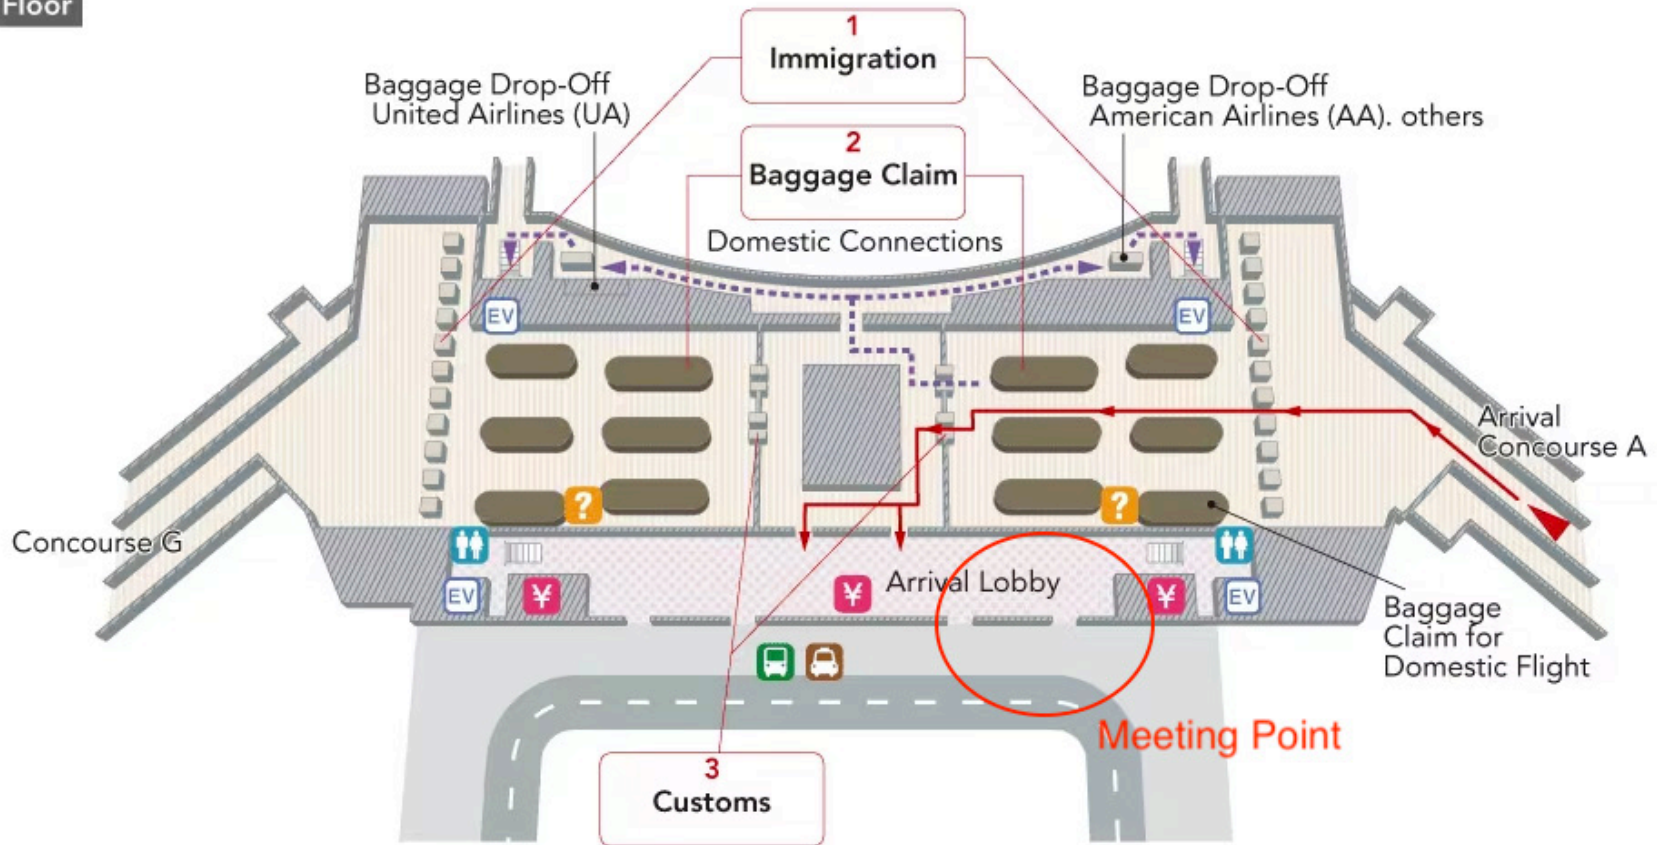 Floor
1
Immigration
Baggage Drop-Off
United Airlines (UA)
Baggage Drop-Off
American Airlines (AA). others
2
Baggage Claim
Domestic Connections
EV
EV
Arrival
Concourse A
?
?
Concourse G
EV
¥
¥
Arrival Lobby
¥
EV
Baggage
Claim for
Domestic Flight
Meeting Point
3
Customs